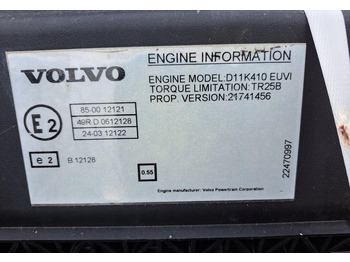 VOLVO
ENGINE INFORMATION
ENGINE MODEL:D11K410 EUVI
TORQUE LIMITATION:TR25B
PROP. VERSION:21741456
E2
85-00 12121
49R D 0612128
24-03 12122
e 2
B.12128
0.55
Engine manufacturer: Volvo Powertrain Corporation
22470997